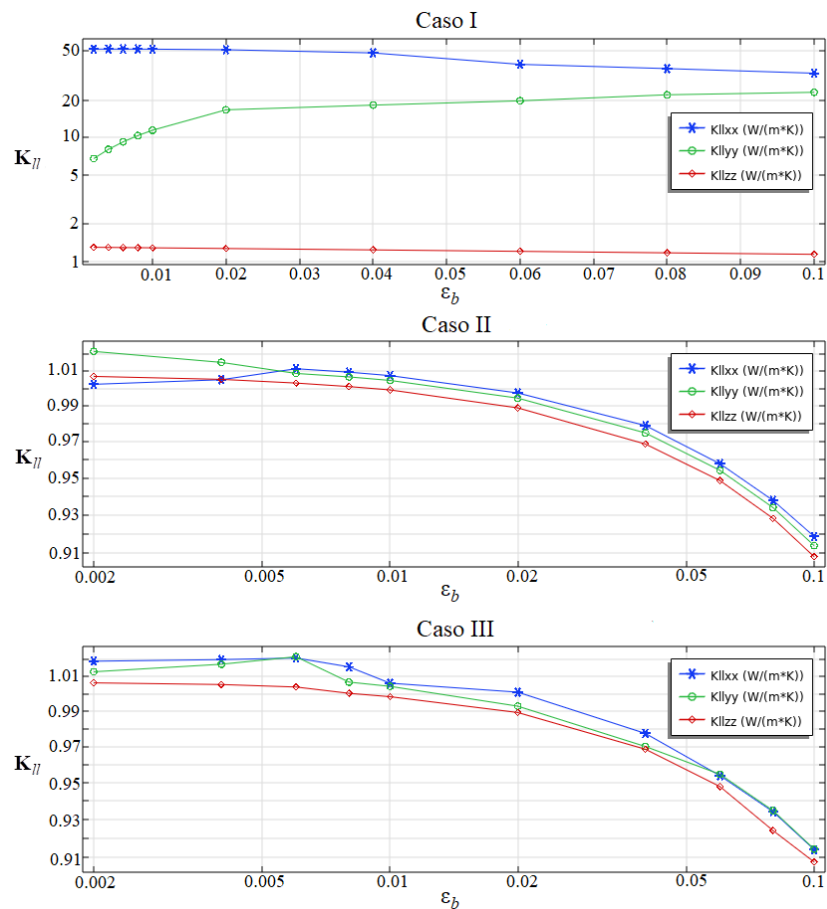 Caso I
50
20
10
5
2
1
K_ll
Kllxx (W/(m*K))
Kllyy (W/(m*K))
Kllzz (W/(m*K))
0.01 0.02 0.03 0.04 0.05 0.06 0.07 0.08 0.09 0.1
ε_b
Caso II
1.01
0.99
0.97
0.95
0.93
0.91
K_ll
Kllxx (W/(m*K))
Kllyy (W/(m*K))
Kllzz (W/(m*K))
0.002 0.005 0.01 0.02 0.05 0.1
ε_b
Caso III
1.01
0.99
0.97
0.95
0.93
0.91
K_ll
Kllxx (W/(m*K))
Kllyy (W/(m*K))
Kllzz (W/(m*K))
0.002 0.005 0.01 0.02 0.05 0.1
ε_b